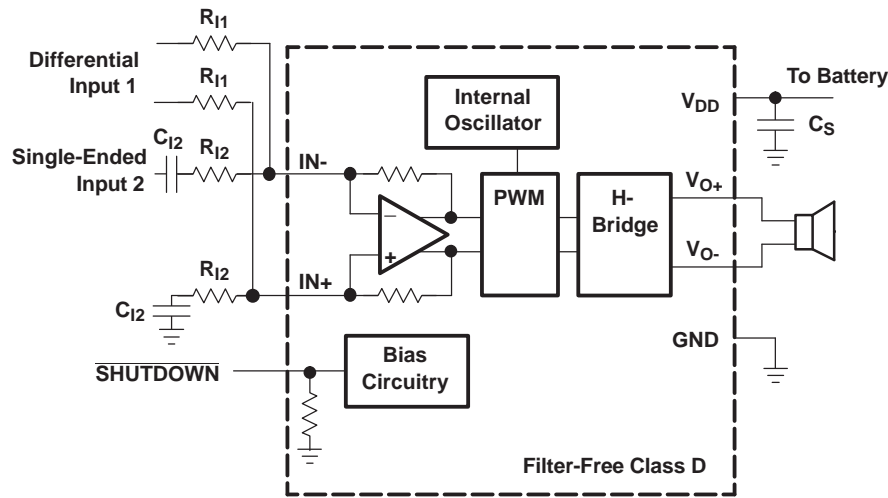 R_I1
Differential
Input 1
R_I1
C_I2
R_I2
Single-Ended
Input 2
IN-
R_I2
IN+
C_I2
SHUTDOWN
Internal
Oscillator
−
+
PWM
H-
Bridge
Bias
Circuitry
V_DD
To Battery
C_S
V_O+
V_O-
GND
Filter-Free Class D